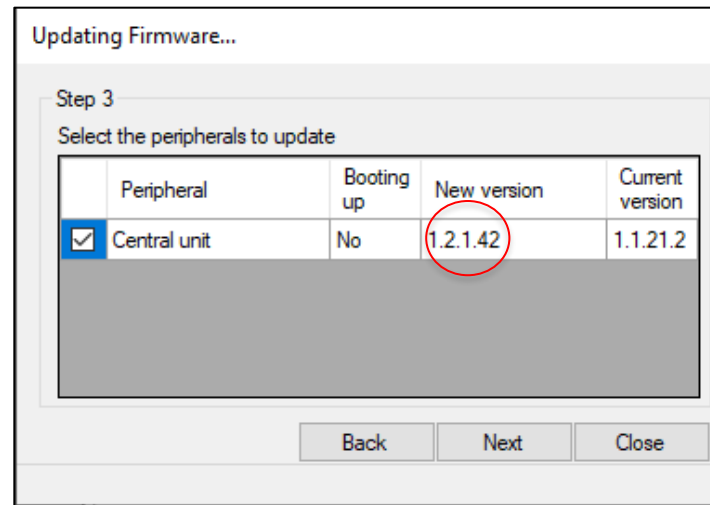 Updating Firmware...
Step 3
Select the peripherals to update
Peripheral Booting up New version Current version
Central unit No 1.2.1.42 1.1.21.2
Back Next Close